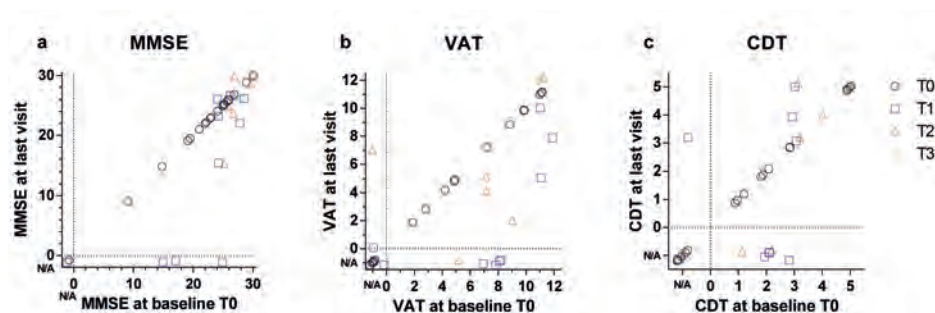 a MMSE
30
20
10
0
N/A
N/A
0 10 20 30
MMSE at last visit
MMSE at baseline T0
b VAT
12
10
8
6
4
2
0
N/A
N/A
0 2 4 6 8 10 12
VAT at last visit
VAT at baseline T0
c CDT
5
4
3
2
1
0
N/A
N/A
0 1 2 3 4 5
CDT at last visit
CDT at baseline T0
T0
T1
T2
T3